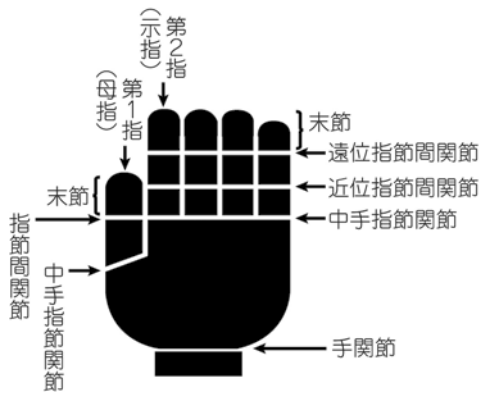 第2指
(示指)
第1指
(母指)
末節
遠位指節間関節
近位指節間関節
中手指節関節
末節
指節間関節
中手指節関節
手関節